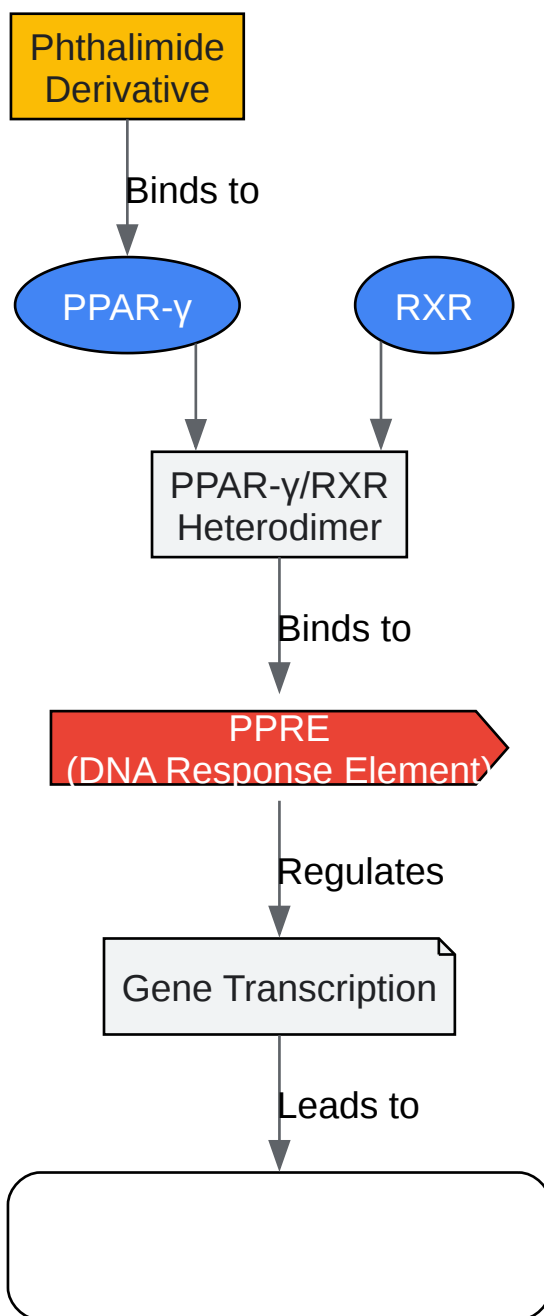 Phthalimide
Derivative
Binds to
PPAR-γ
RXR
PPAR-γ/RXR
Heterodimer
Binds to
PPRE
(DNA Response Element)
Regulates
Gene Transcription
Leads to